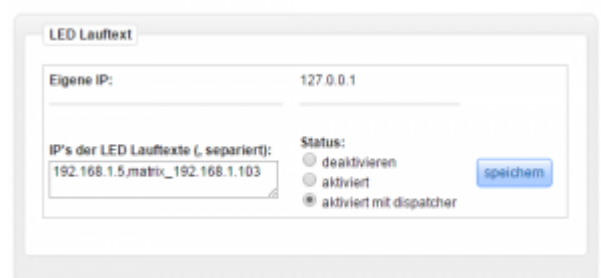 LED Lauftext
Eigene IP: 127.0.0.1
IP's der LED Lauftexte (, separiert):
192.168.1.5,matrix_192.168.1.103
Status:
deaktivieren
aktiviert
aktiviert mit dispatcher
speichern